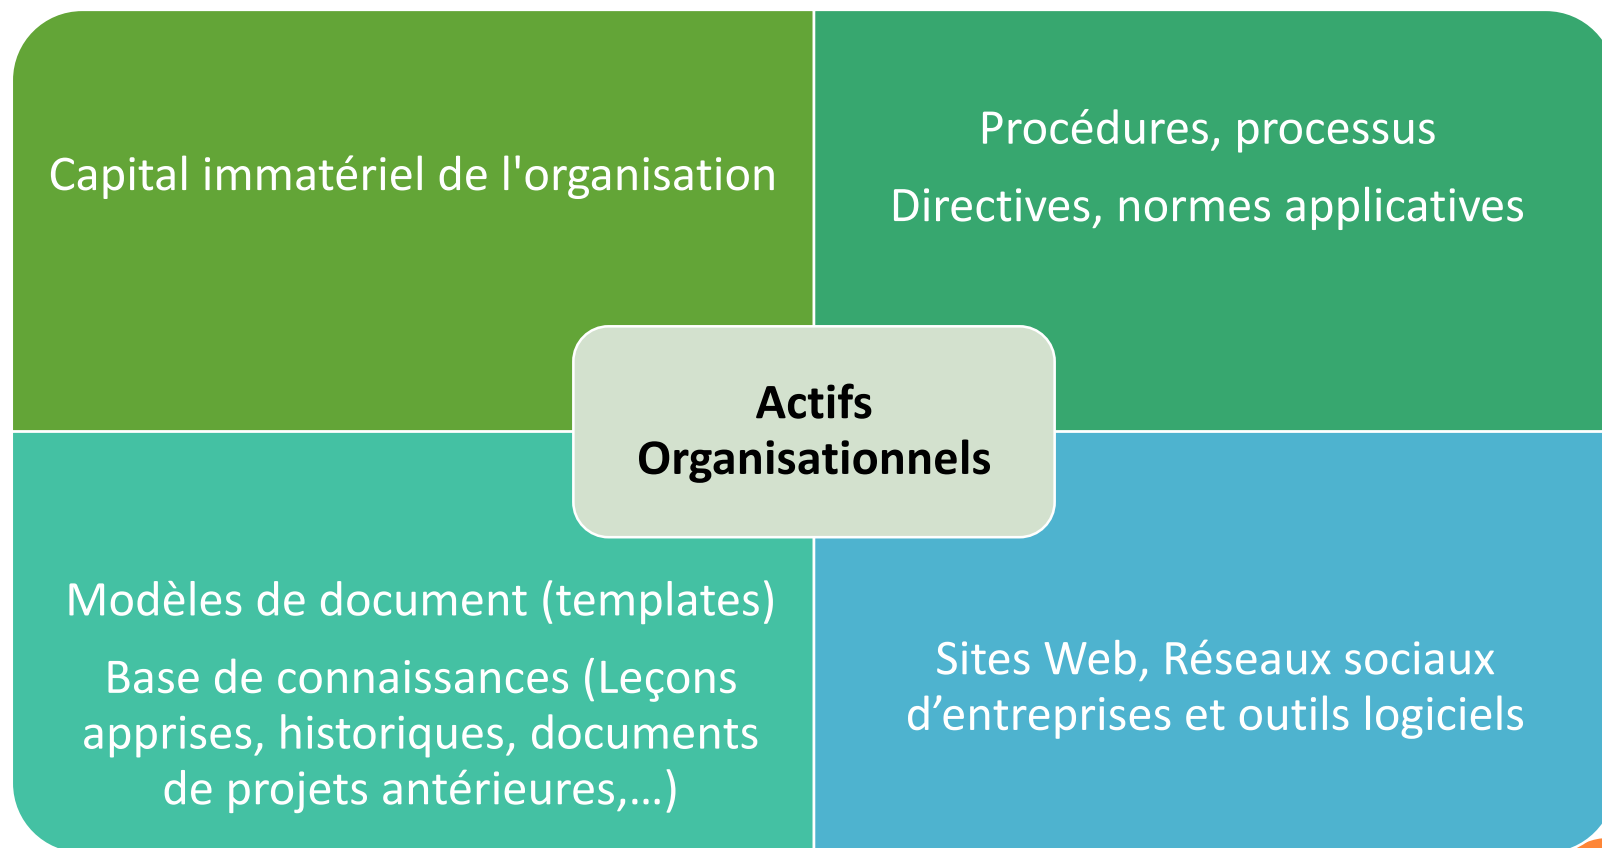 Capital immatériel de l'organisation
Procédures, processus
Directives, normes applicatives
Actifs
Organisationnels
Modèles de document (templates)
Base de connaissances (Leçons
apprises, historiques, documents
de projets antérieures,...)
Sites Web, Réseaux sociaux
d’entreprises et outils logiciels